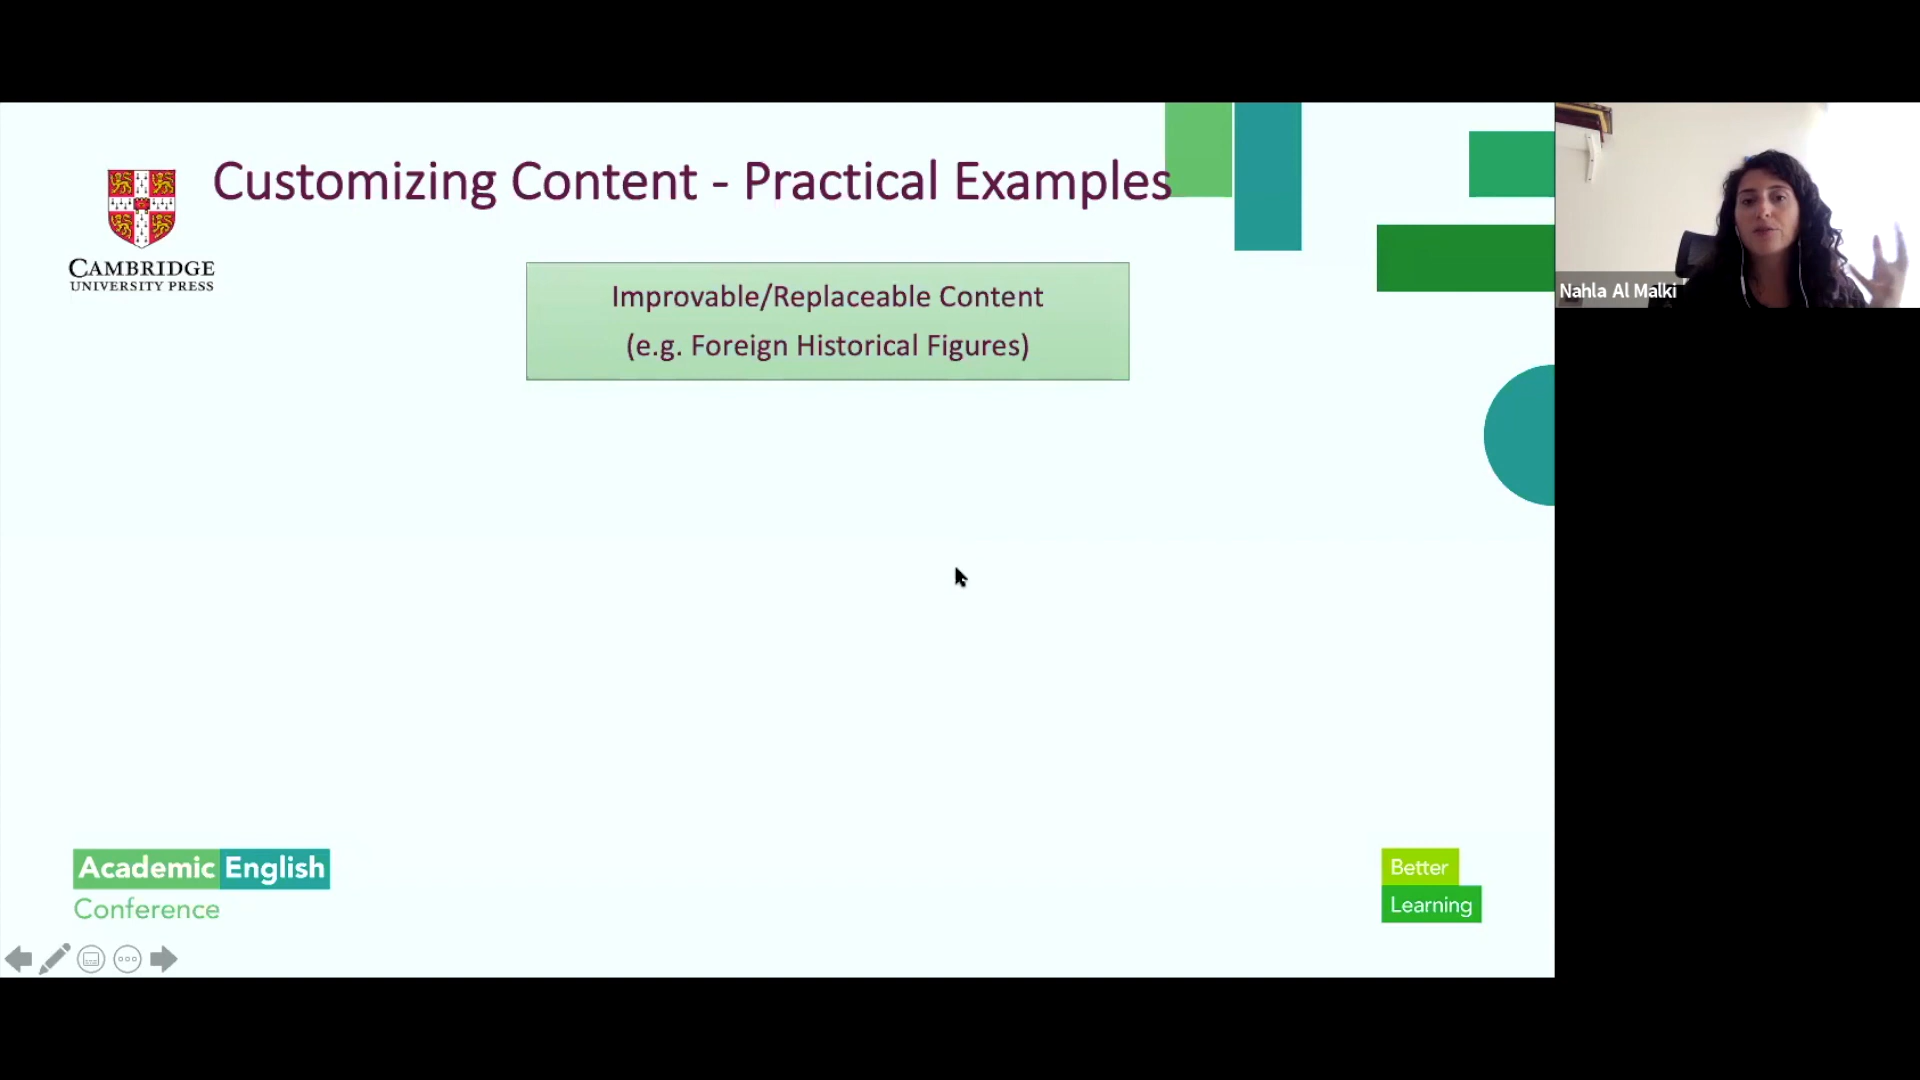 Customizing Content - Practical Examples
CAMBRIDGE
UNIVERSITY PRESS
Improvable/Replaceable Content
(e.g. Foreign Historical Figures)
Nahla Al Malki
Academic English
Conference
Better
Learning